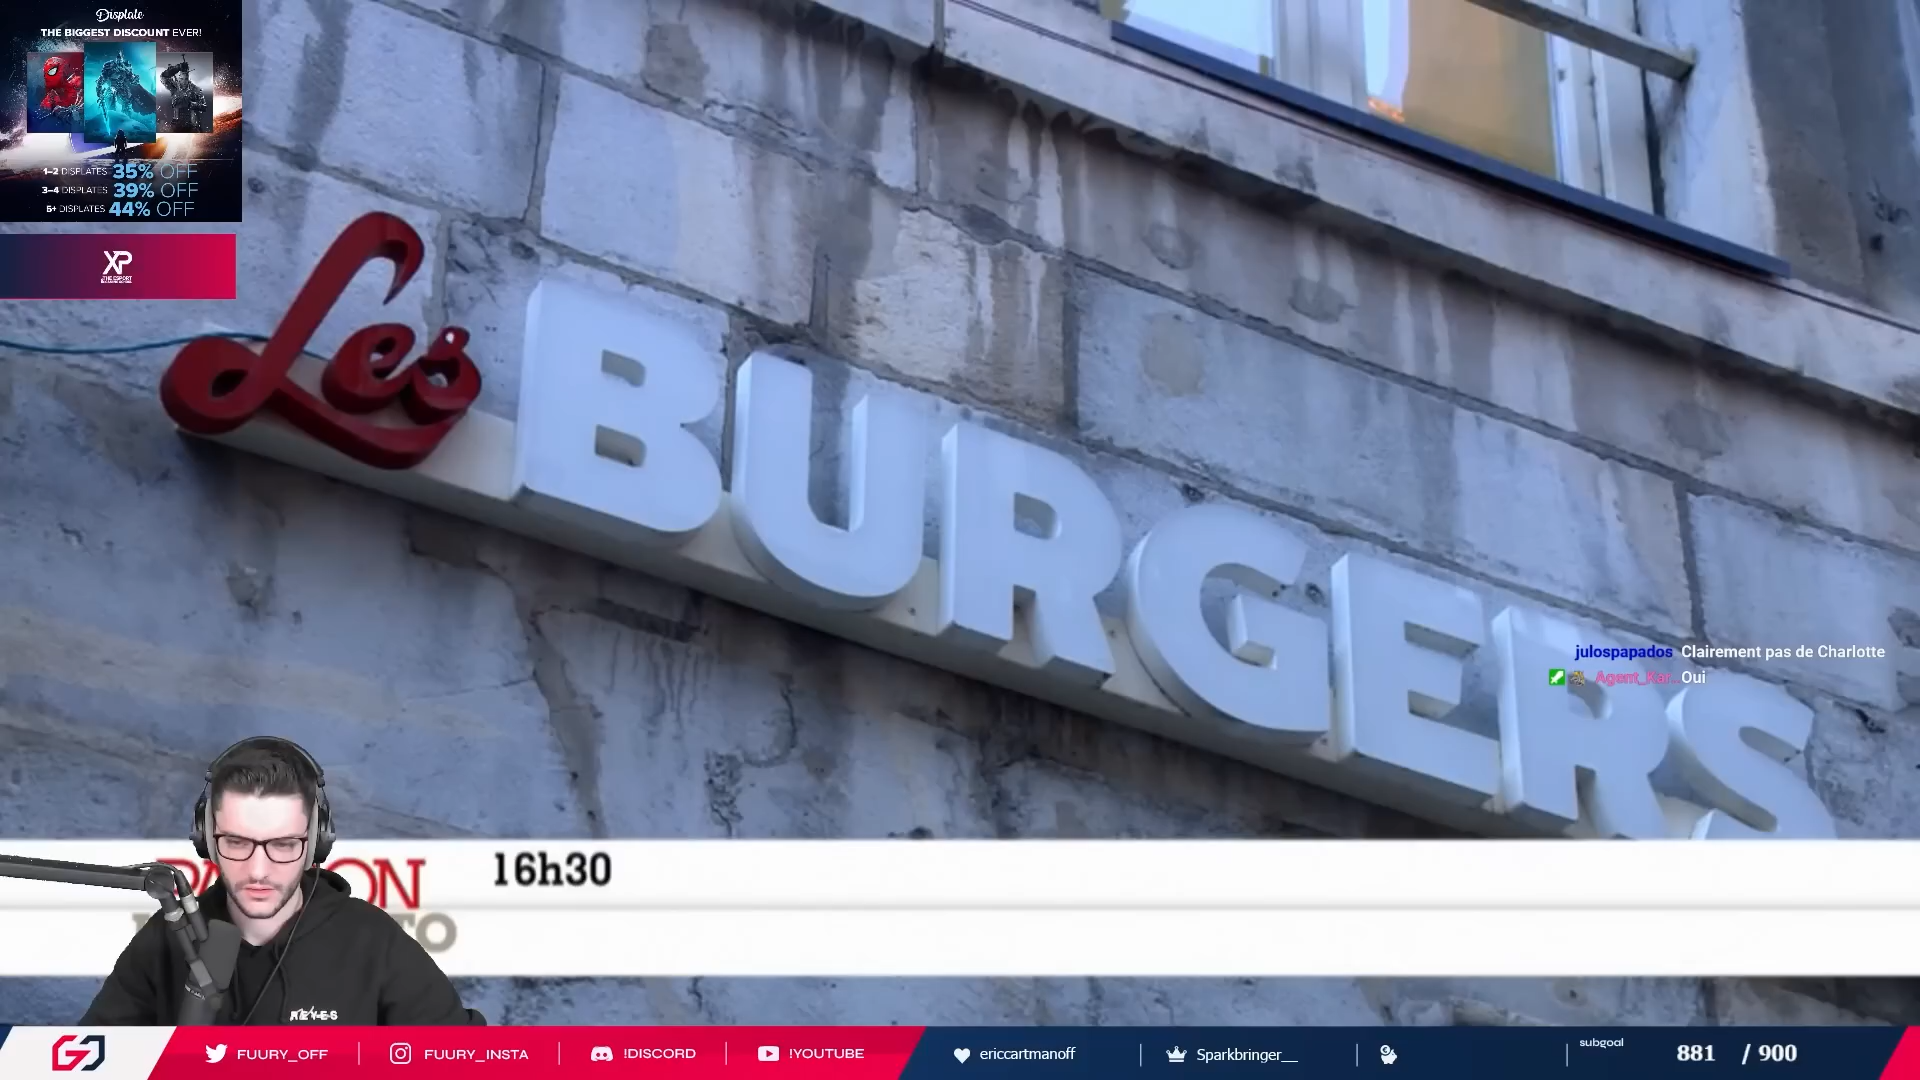 Displate
THE BIGGEST DISCOUNT EVER!
1-2 DISPLATES 35% OFF
3-4 DISPLATES 39% OFF
5+ DISPLATES 44% OFF
XP
Les BURGERS
julospapados Clairement pas de Charlotte
Agent_Kar.. Oui
16h30
FUURY_OFF
FUURY_INSTA
!DISCORD
!YOUTUBE
ericcartmanoff
Sparkbringer__
subgoal
881 / 900